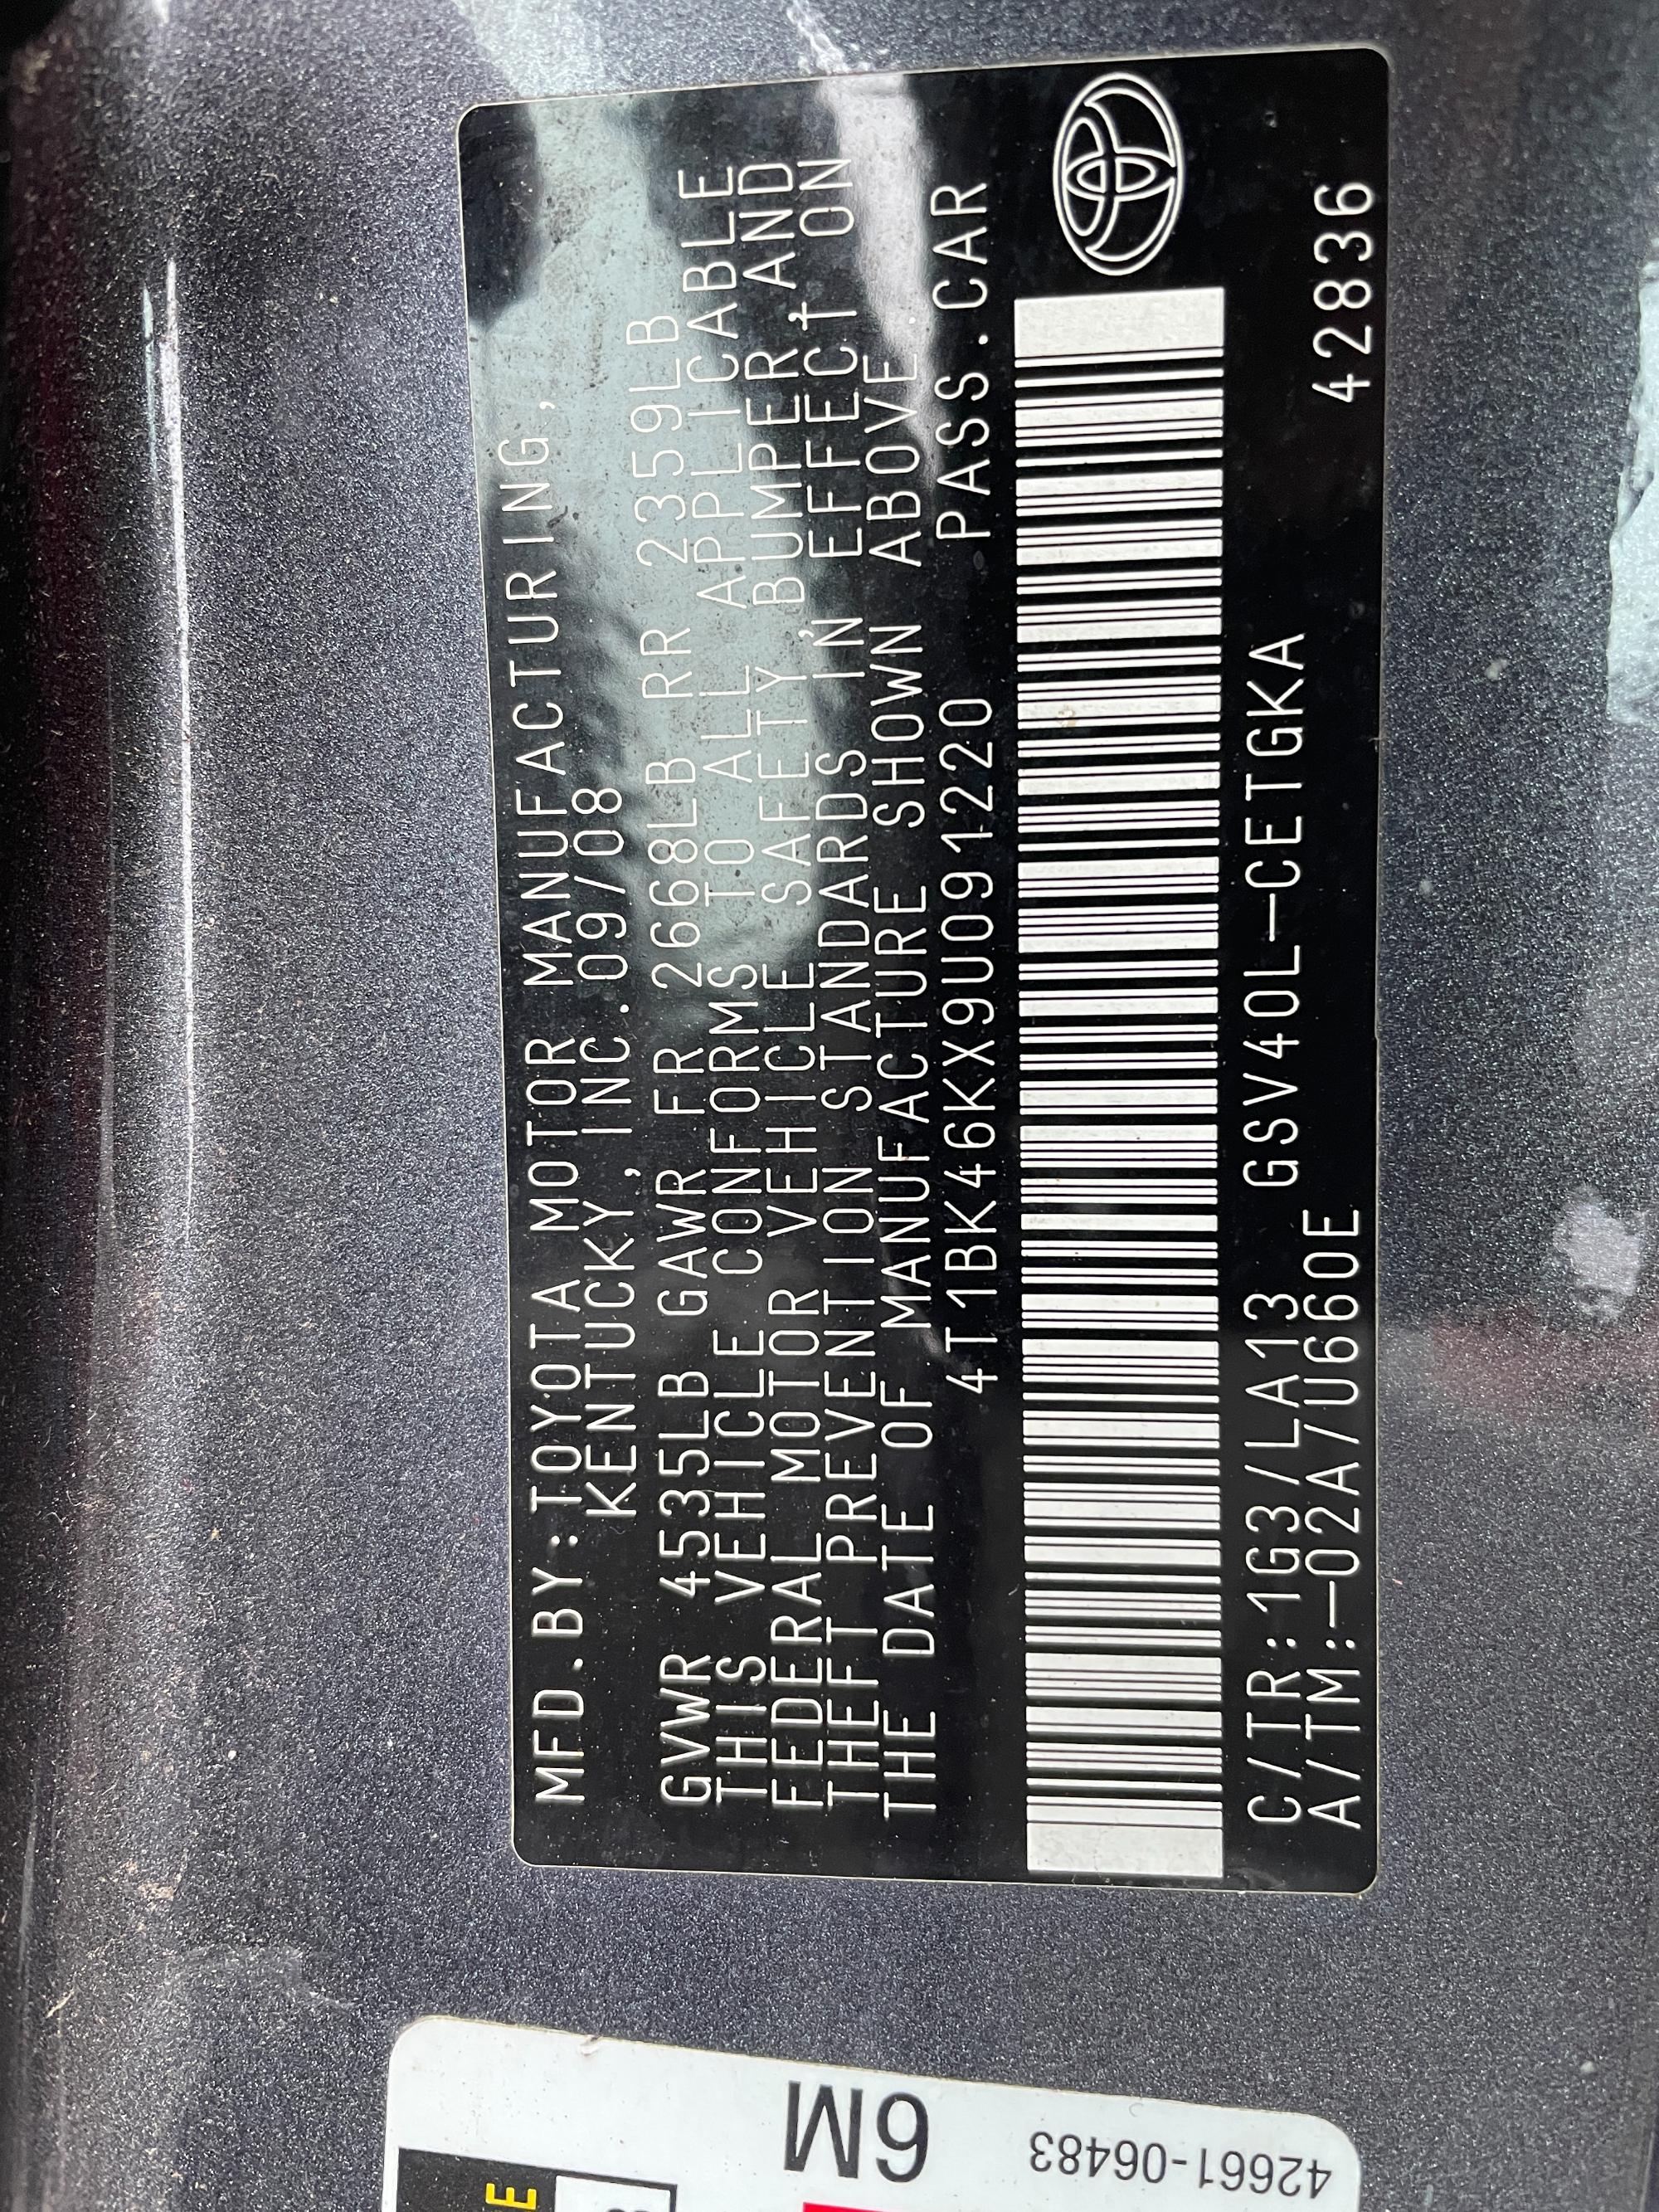 MFD.BY:TOYOTA MOTOR MANUFACTURING,
KENTUCKY, INC.09/08
GVWR 4535LB GAWR FR 2668LB RR 2359LB
THIS VEHICLE CONFORMS TO ALL APPLICABLE
FEDERAL MOTOR VEHICLE SAFETY, BUMPER, AND
THEFT PREVENTION STANDARDS IN EFFECT ON
THE DATE OF MANUFACTURE SHOWN ABOVE
4T1BK46KX9U091220 PASS.CAR
C/TR:1G3/LA13 GSV40L-CETGKA
A/TM:-02A/U660E 42836
6M
42661-06483
E